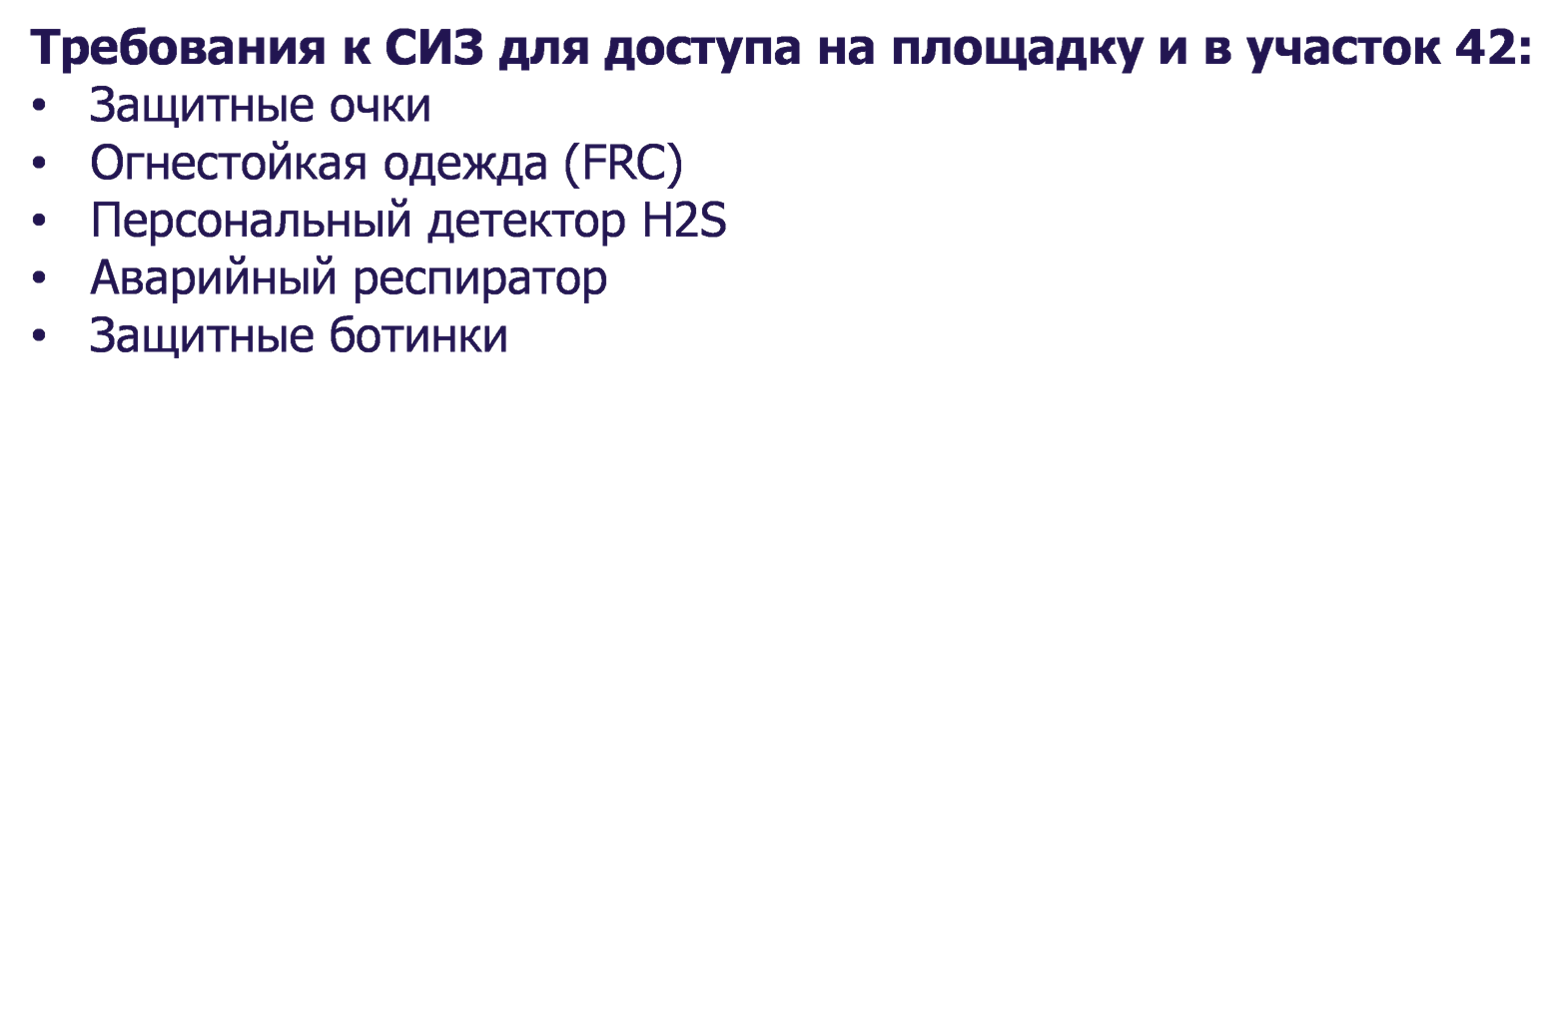 Требования к СИЗ для доступа на площадку и в участок 42:
• Защитные очки
• Огнестойкая одежда (FRC)
• Персональный детектор H2S
• Аварийный респиратор
• Защитные ботинки